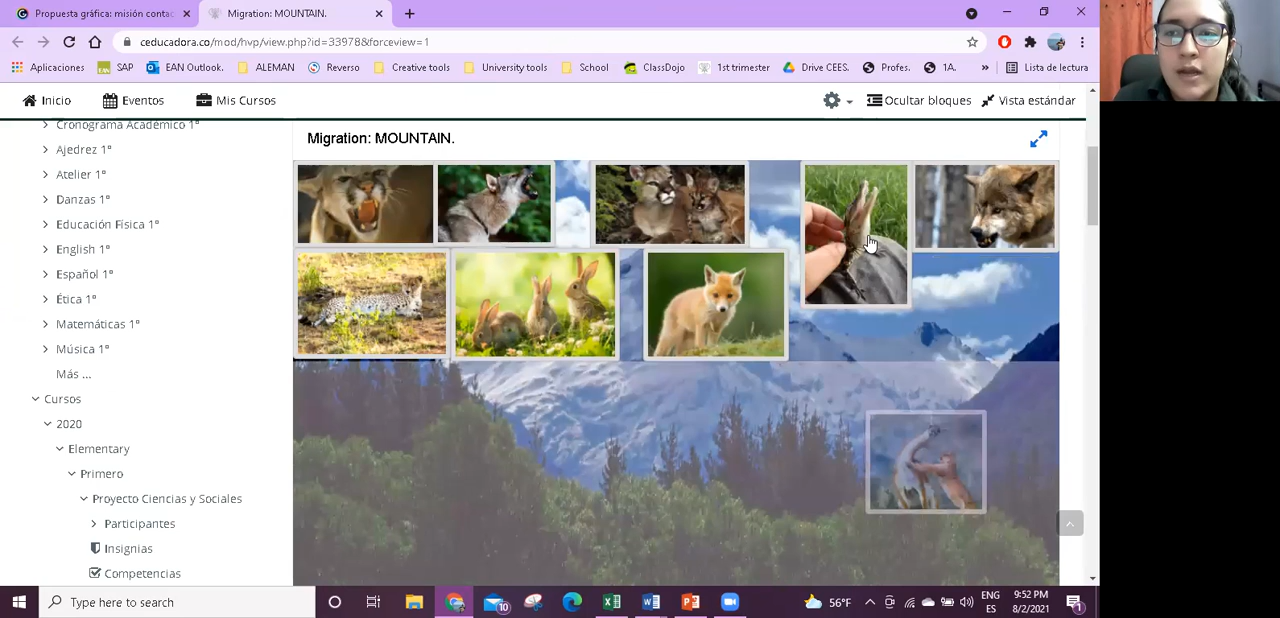 Propuesta gráfica: misión conta
Migration: MOUNTAIN.
ceducadora.co/mod/hvp/view.php?id=33978&forceview=1
Aplicaciones SAP EAN Outlook. ALEMAN Reverso Creative tools Inquiry tools School ClassDojo 1st trimester Drive CEES. Profes. 1A. » Lista de lectura
Inicio Eventos Mis Cursos Ocultar bloques Vista estándar
Cronograma Académico 1°
Ajedrez 1°
Atelier 1°
Danzas 1°
Educación Física 1°
English 1°
Español 1°
Ética 1°
Matemáticas 1°
Música 1°
Más ...
Cursos
2020
Elementary
Primero
Proyecto Ciencias y Sociales
Participantes
Insignias
Competencias
Migration: MOUNTAIN.
Type here to search
10
56°F
ENG
ES
9:52 PM
8/2/2021
1